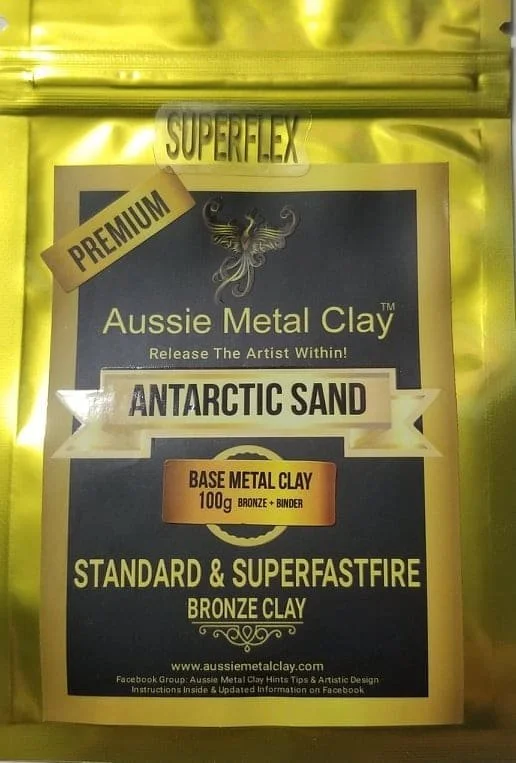 SUPERFLEX
PREMIUM
Aussie Metal Clay™
Release The Artist Within!
ANTARCTIC SAND
BASE METAL CLAY
100g BRONZE + BINDER
STANDARD & SUPERFASTFIRE
BRONZE CLAY
www.aussiemetalclay.com
Facebook Group: Aussie Metal Clay Hints Tips & Artistic Design
Instructions Inside & Updated Information on Facebook